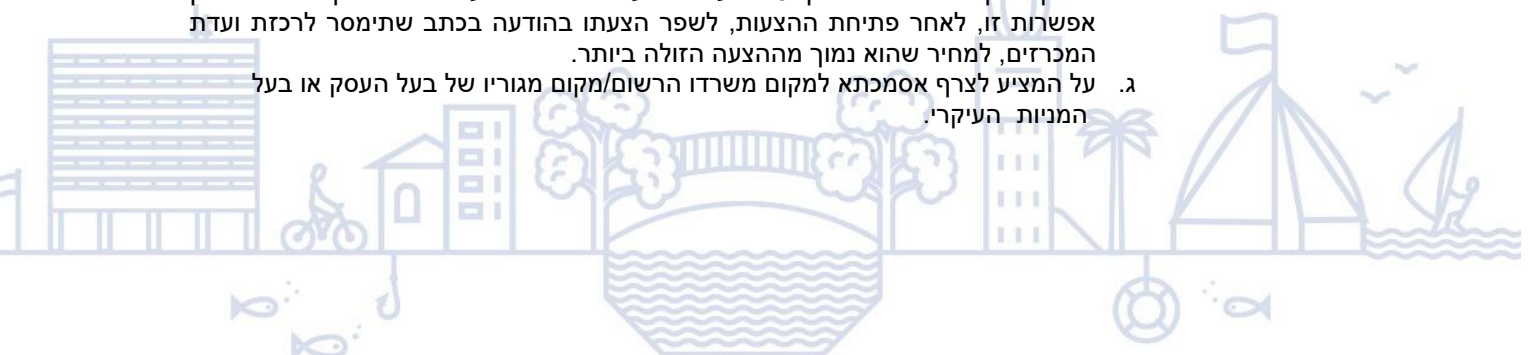 אפשרות זו, לאחר פתיחת ההצעות, לשפר הצעתו בהודעה בכתב שתימסר לרכזת ועדת
המכרזים, למחיר שהוא נמוך מההצעה הזולה ביותר.
ג. על המציע לצרף אסמכתא למקום משרדו הרשום/מקום מגוריו של בעל העסק או בעל
המניות העיקרי.